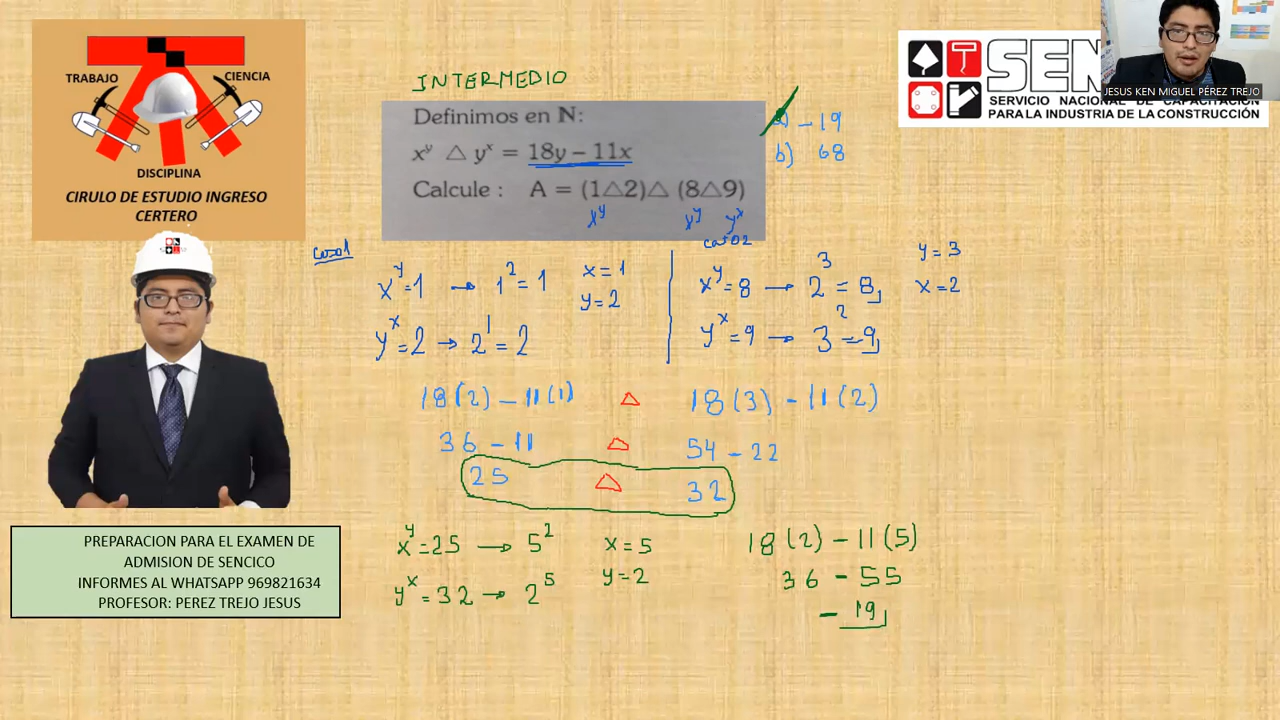 TRABAJO
CIENCIA
DISCIPLINA
CIRULO DE ESTUDIO INGRESO
CERTERO
INTERMEDIO
Definimos en N:
x^y △ y^x = 18y – 11x
Calcule : A = (1△2)△ (8△9)
x^y x^y y^x
a) -19
b) 68
SEN
SERVICIO NACIONAL DE CAPACITACIÓN
PARA LA INDUSTRIA DE LA CONSTRUCCIÓN
JESUS KEN MIGUEL PÉREZ TREJO
caso1
x^y=1 → 1^2=1 x=1
y^x=2 → 2^1=2 y=2
caso2
x^y=8 → 2^3=8 y=3
y^x=9 → 3^2=9 x=2
18(2)-11(1) △ 18(3)-11(2)
36-11 △ 54-22
25 △ 32
x^y=25 → 5^2 x=5
y^x=32 → 2^5 y=2
18(2)-11(5)
36-55
-19
PREPARACION PARA EL EXAMEN DE
ADMISION DE SENCICO
INFORMES AL WHATSAPP 969821634
PROFESOR: PEREZ TREJO JESUS